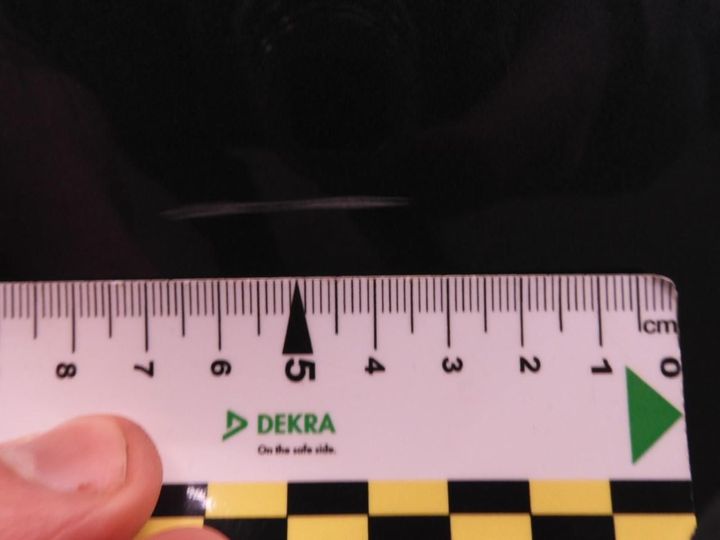 cm
8 7 6 5 4 3 2 1 0
DEKRA
On the safe side.